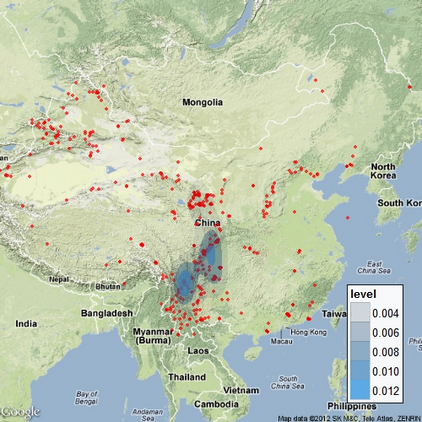 Mongolia
North
Korea
South Ko
China
East
China Sea
Nepal
Bhutan
India
Bangladesh
Taiwa
Hong Kong
Macau
Myanmar
(Burma)
Laos
Thailand
Bay of
Bengal
Vietnam
South
China Sea
Cambodia
Andaman
Sea
Philippines
level
0.004
0.006
0.008
0.010
0.012
Google
Map data ©2012 SK M&C, Tele Atlas, ZENRIN